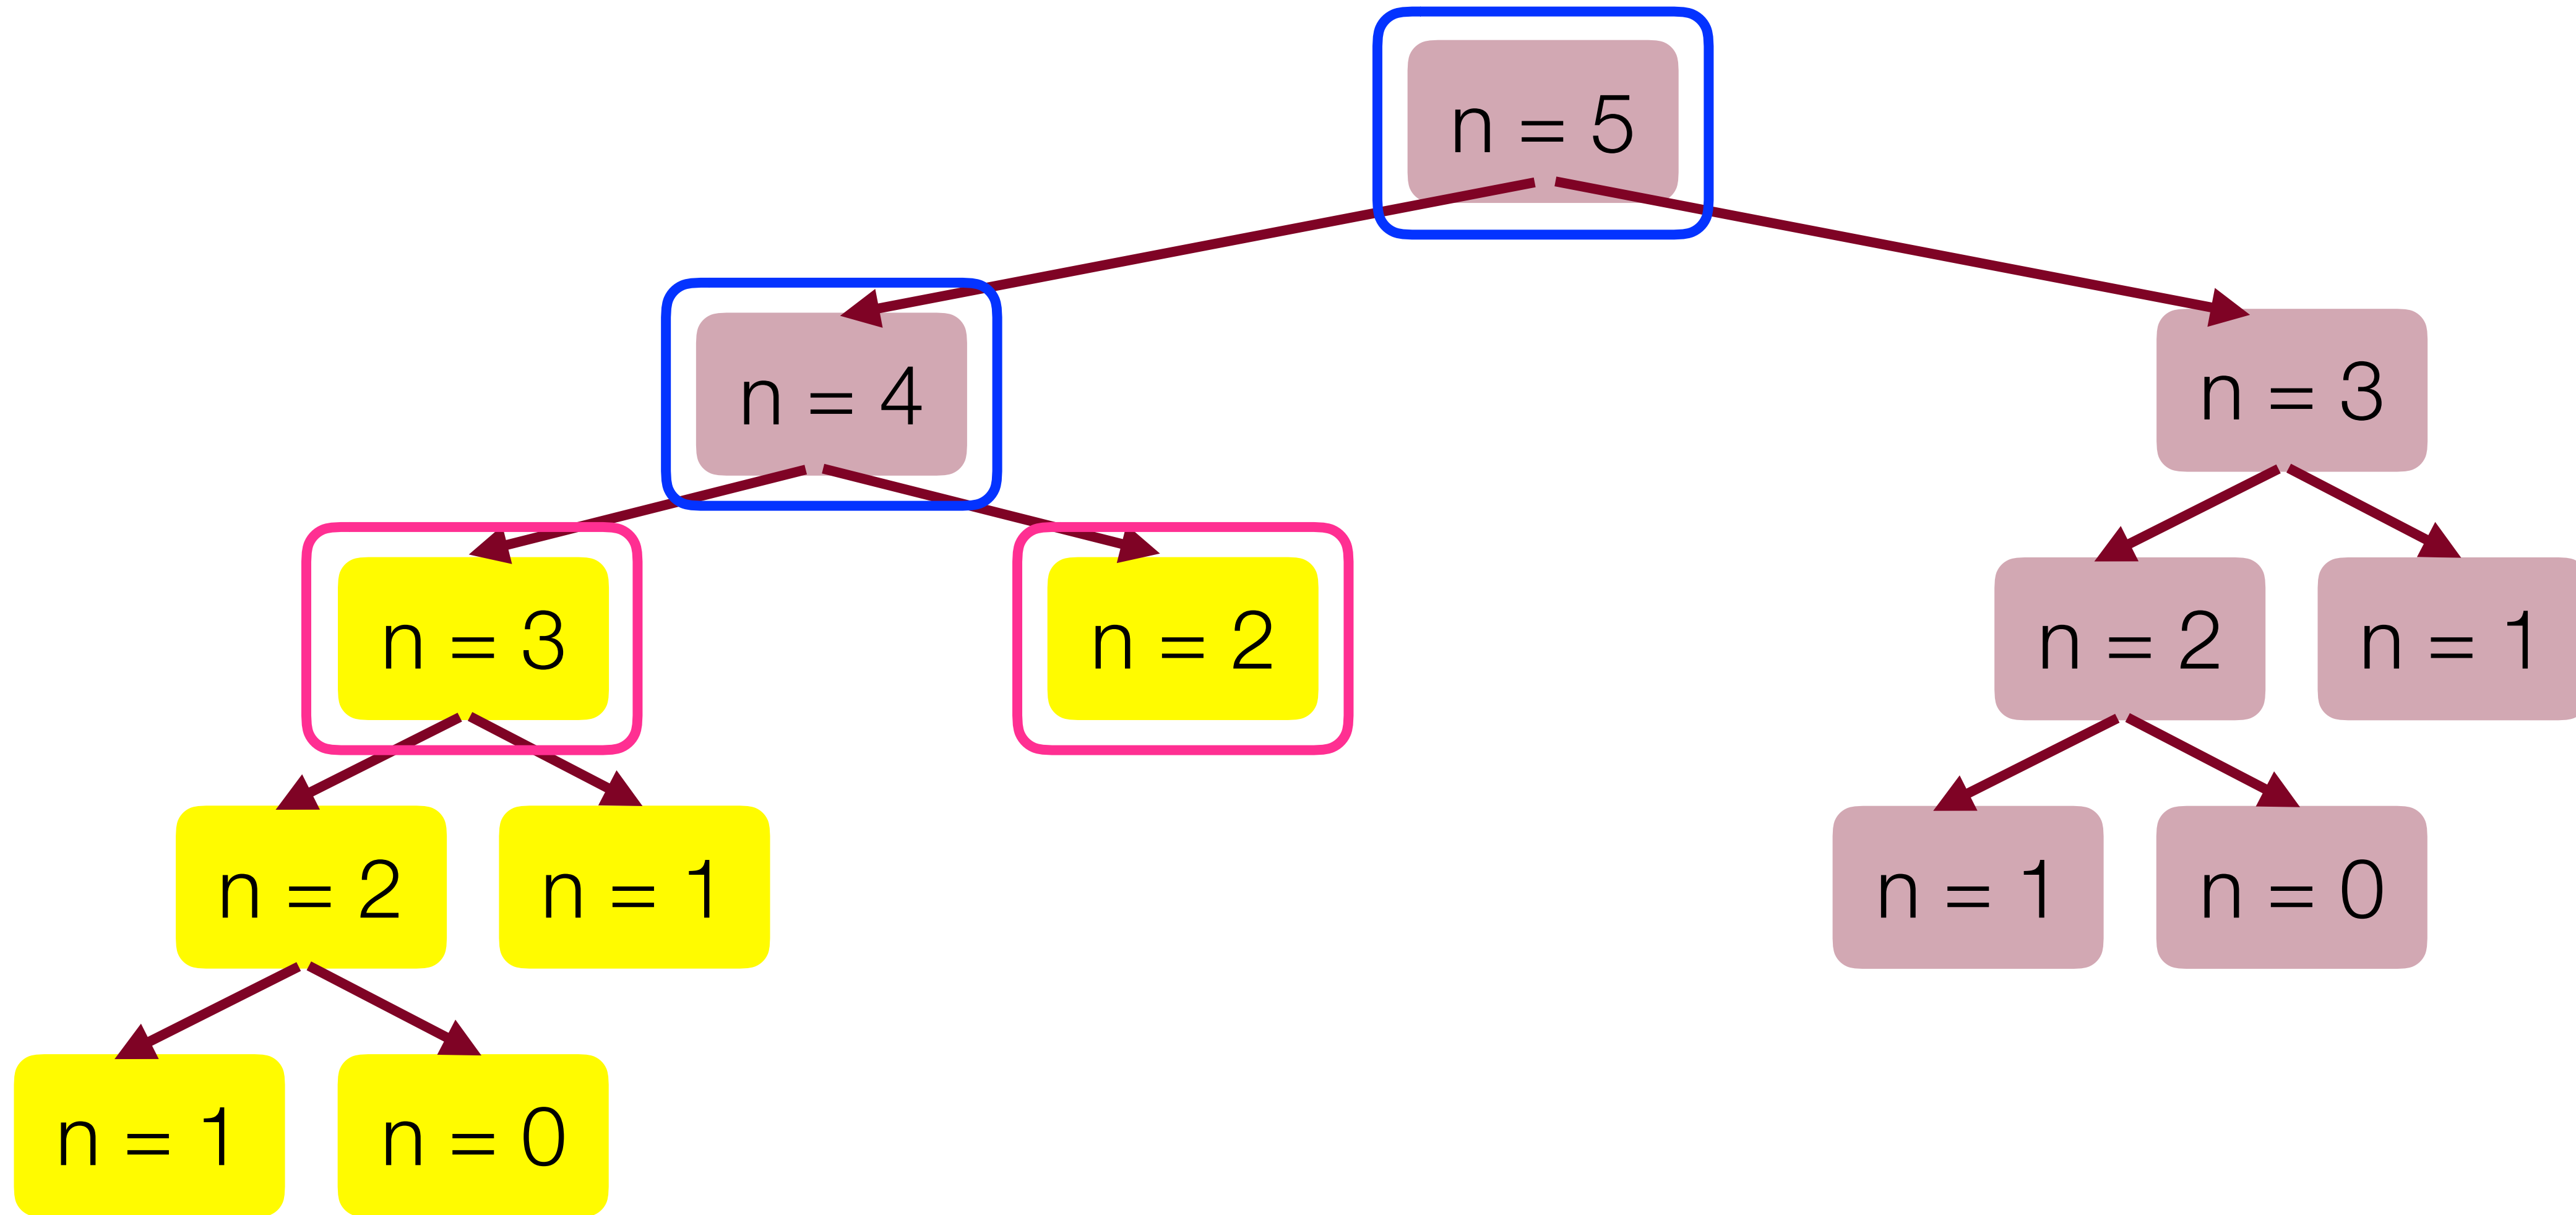 n = 5
n = 4
n = 3
n = 3
n = 2
n = 2
n = 1
n = 2
n = 1
n = 1
n = 0
n = 1
n = 0